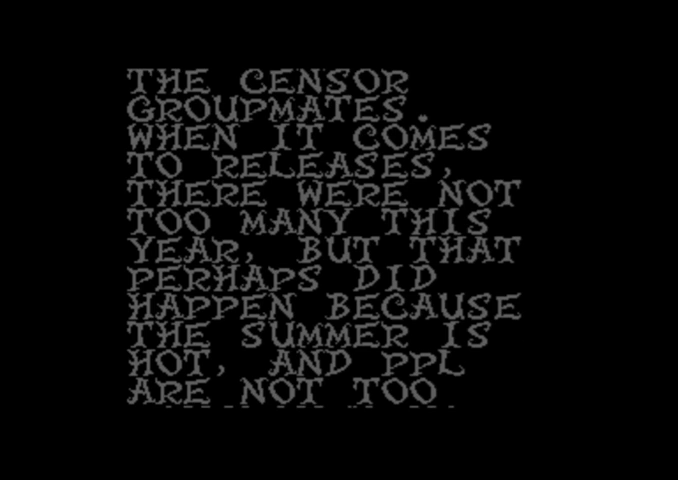 THE CENSOR
GROUPMATES.
WHEN IT COMES
TO RELEASES,
THERE WERE NOT
TOO MANY THIS
YEAR, BUT THAT
PERHAPS DID
HAPPEN BECAUSE
THE SUMMER IS
HOT, AND PPL
ARE NOT TOO